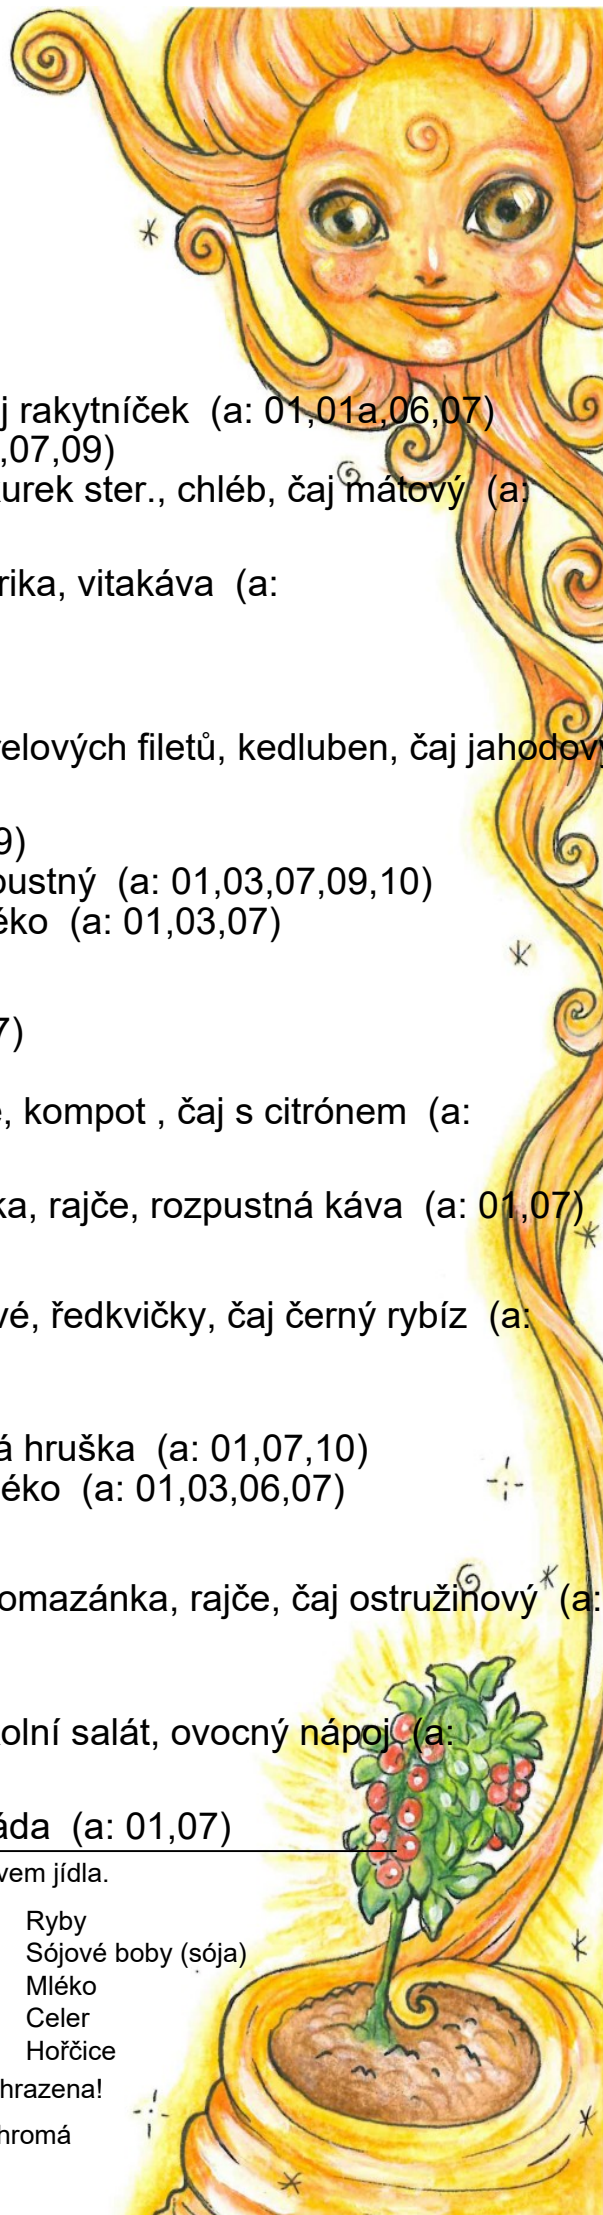 j rakytníček (a: 01,01a,06,07)
,07,09)
urek ster., chléb, čaj mátový (a:
rika, vitakáva (a:
elových filetů, kedluben, čaj jahodový
9)
pustný (a: 01,03,07,09,10)
éko (a: 01,03,07)
7)
, kompot , čaj s citrónem (a:
ka, rajče, rozpustná káva (a: 01,07)
vé, ředkvičky, čaj černý rybíz (a:
á hruška (a: 01,07,10)
léko (a: 01,03,06,07)
omazánka, rajče, čaj ostružinový (a:
olní salát, ovocný nápoj (a:
áda (a: 01,07)
vem jídla.
Ryby
Sójové boby (sója)
Mléko
Celer
Hořčice
hrazena!
hromá